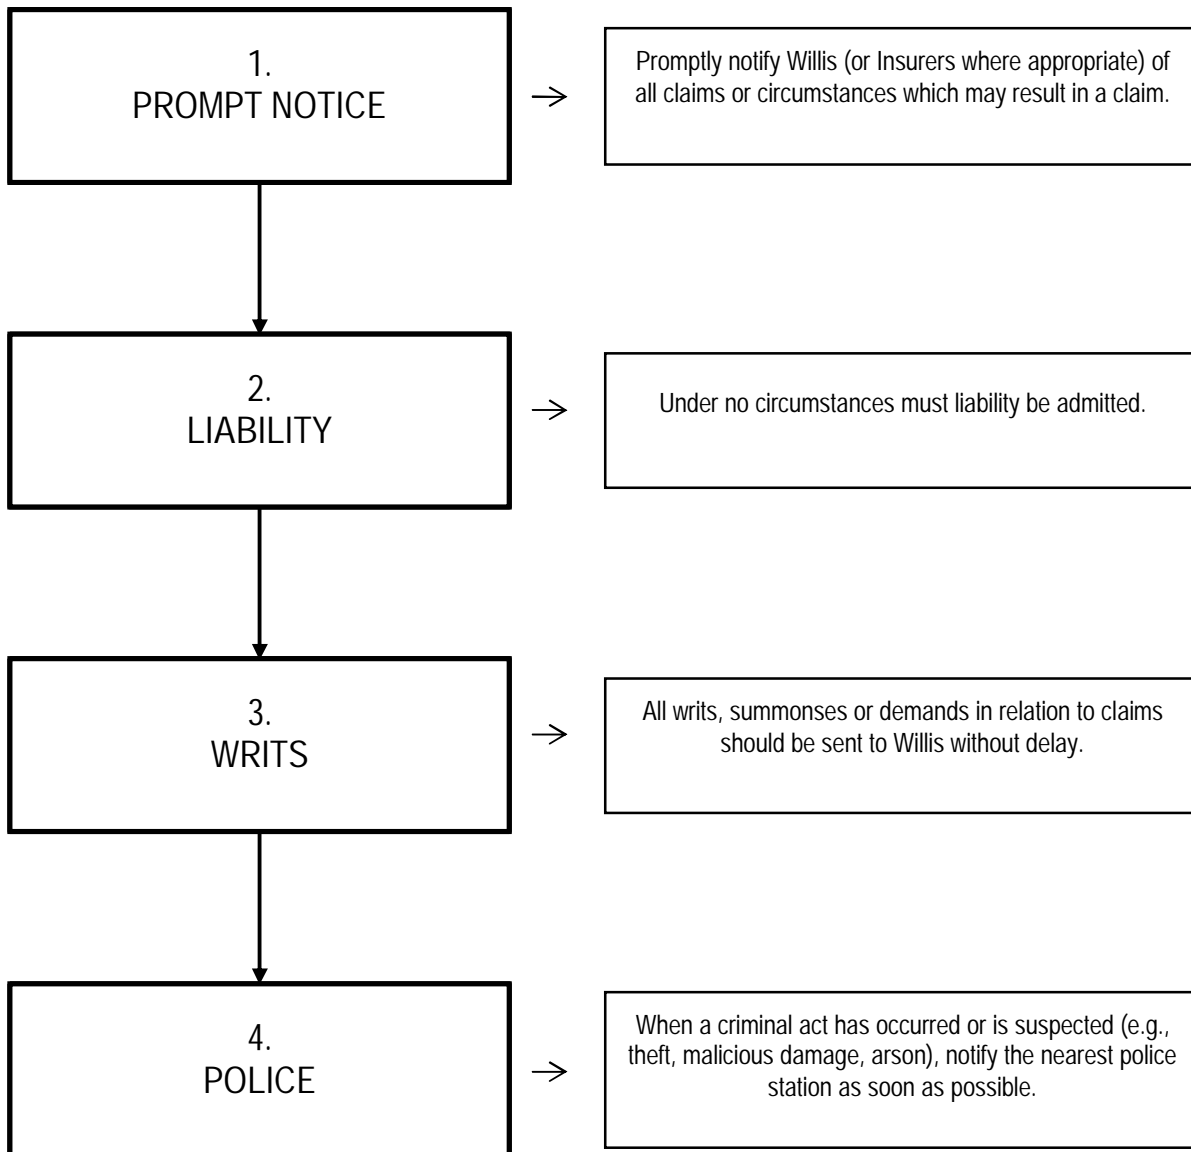 1.
PROMPT NOTICE
Promptly notify Willis (or Insurers where appropriate) of
all claims or circumstances which may result in a claim.
2.
LIABILITY
Under no circumstances must liability be admitted.
3.
WRITS
All writs, summonses or demands in relation to claims
should be sent to Willis without delay.
4.
POLICE
When a criminal act has occurred or is suspected (e.g.,
theft, malicious damage, arson), notify the nearest police
station as soon as possible.